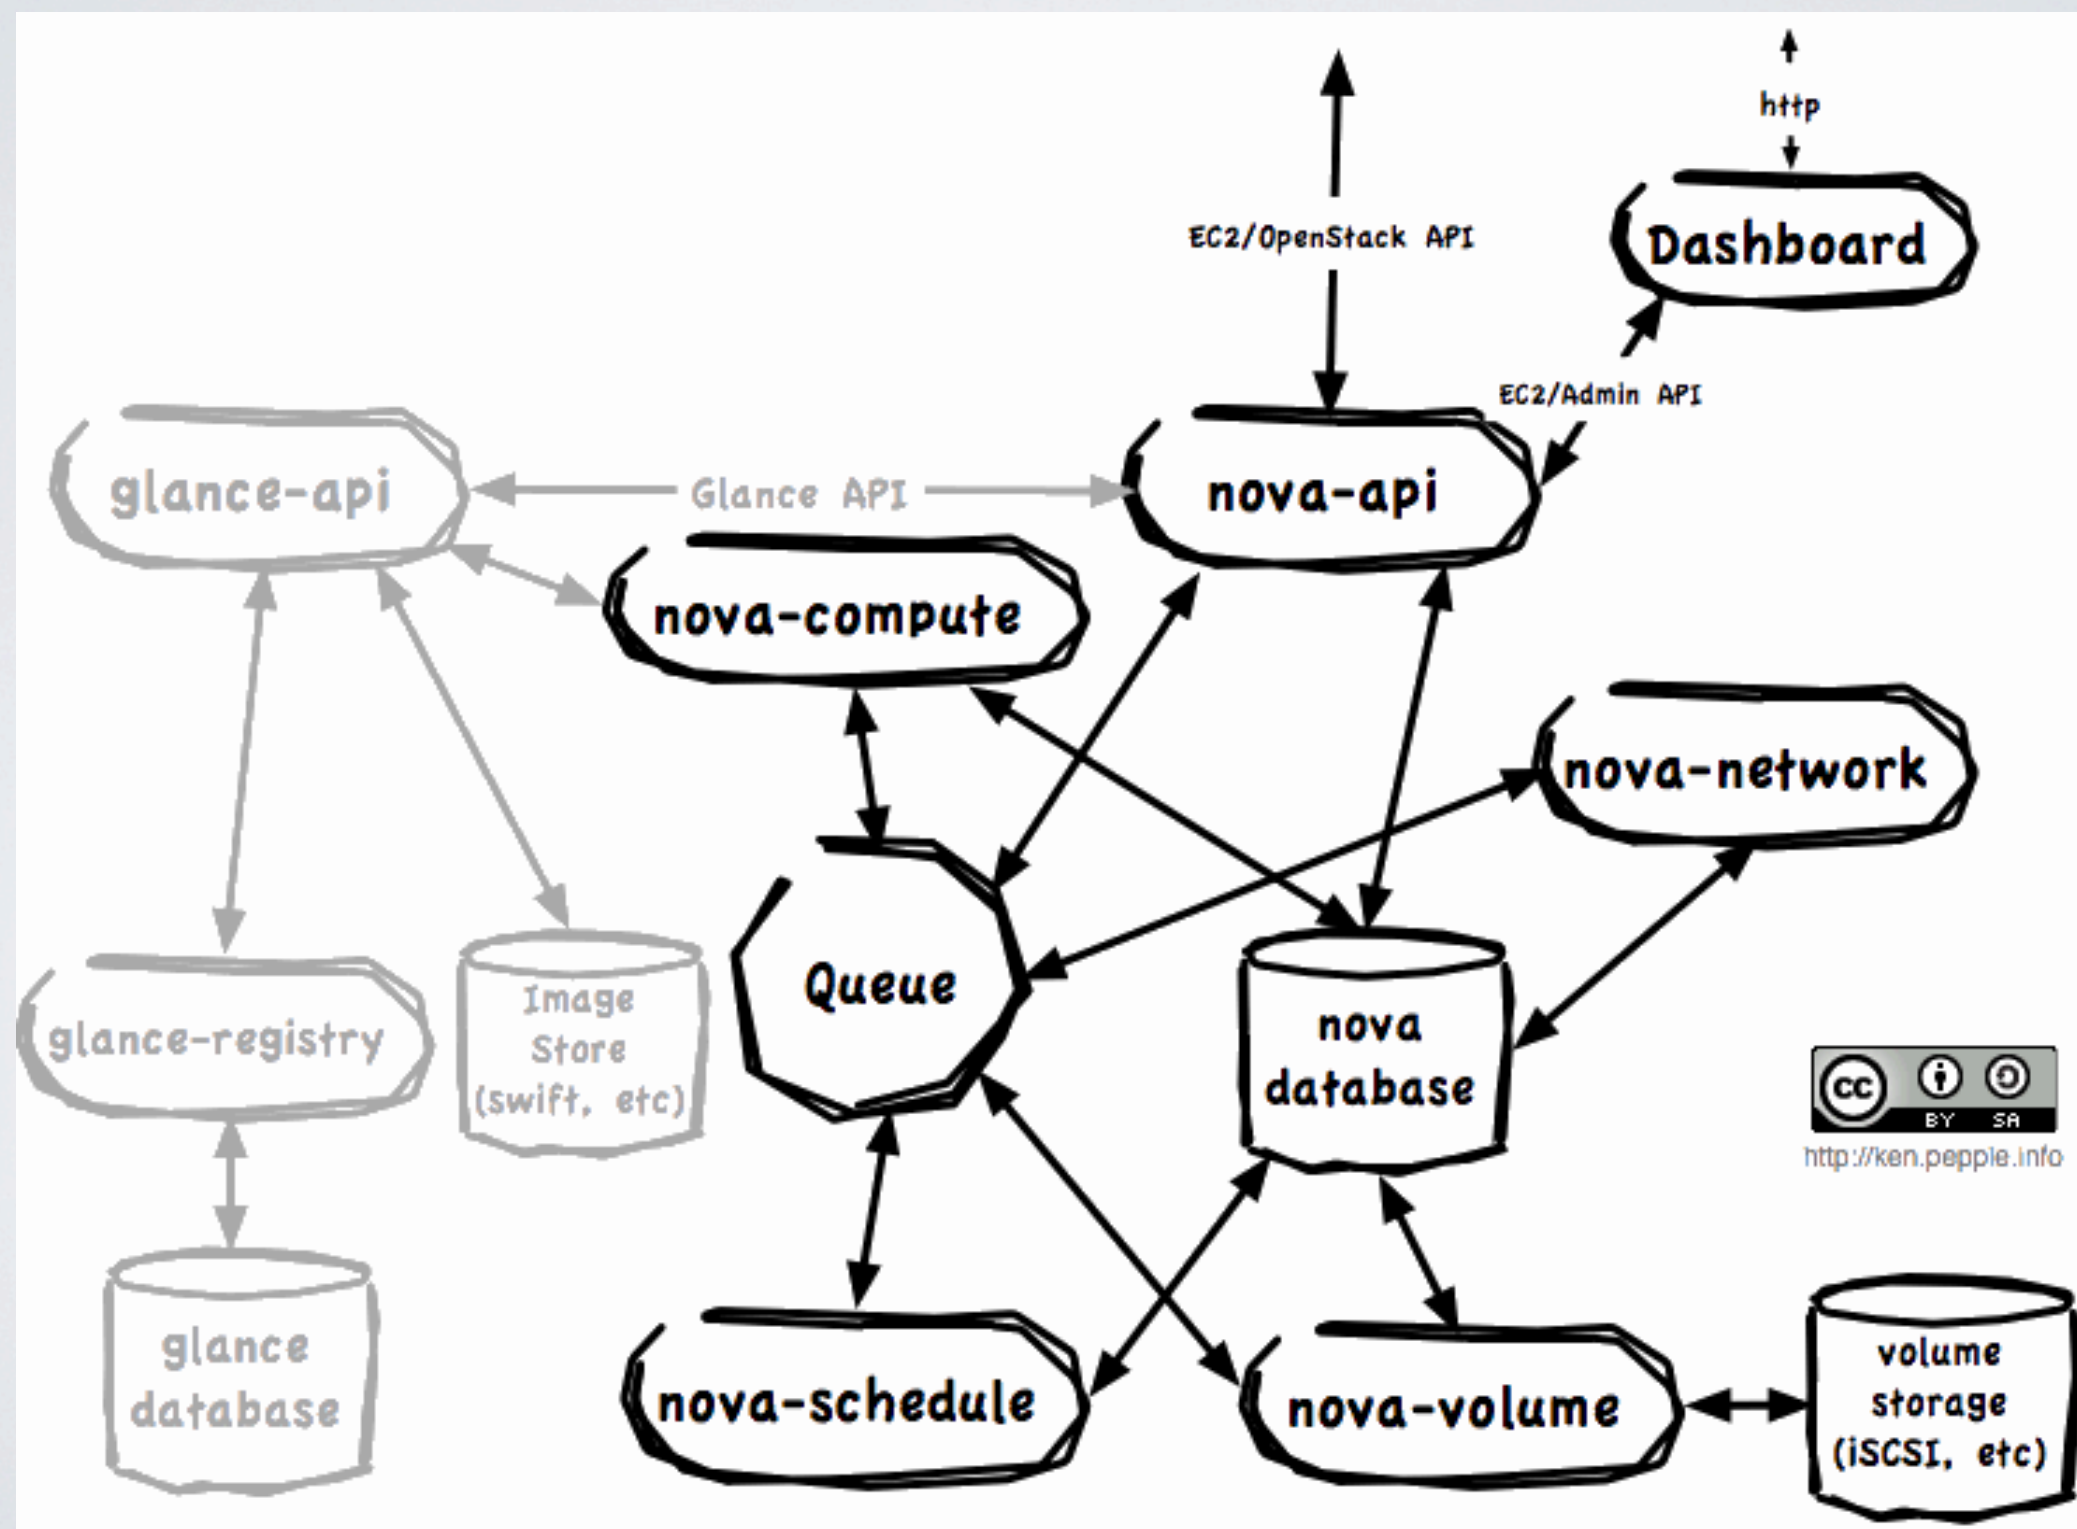 http
EC2/OpenStack API
Dashboard
EC2/Admin API
glance-api
Glance API
nova-api
nova-compute
nova-network
Queue
Image
Store
(swift, etc)
glance-registry
nova
database
cc
BY SA
http://ken.pepple.info
glance
database
nova-schedule
nova-volume
volume
storage
(iSCSI, etc)